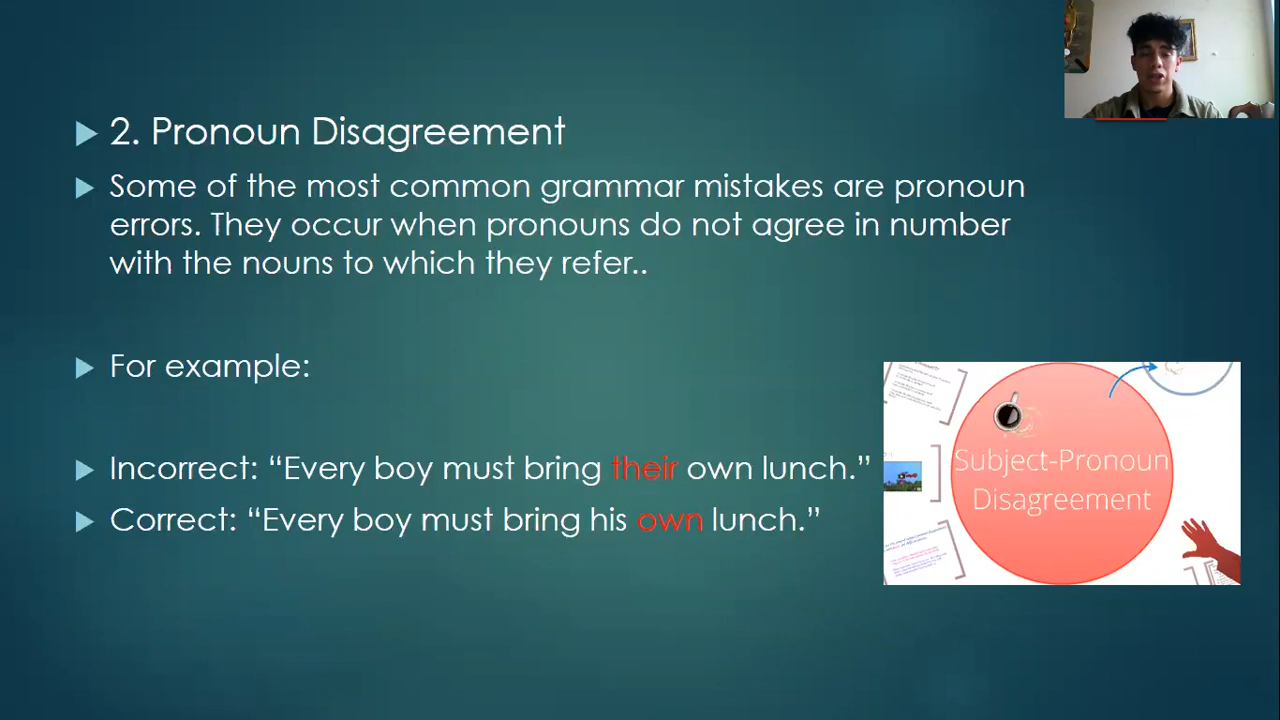 2. Pronoun Disagreement
Some of the most common grammar mistakes are pronoun
errors. They occur when pronouns do not agree in number
with the nouns to which they refer..
For example:
Incorrect: “Every boy must bring their own lunch.”
Correct: “Every boy must bring his own lunch.”
Subject-Pronoun
Disagreement